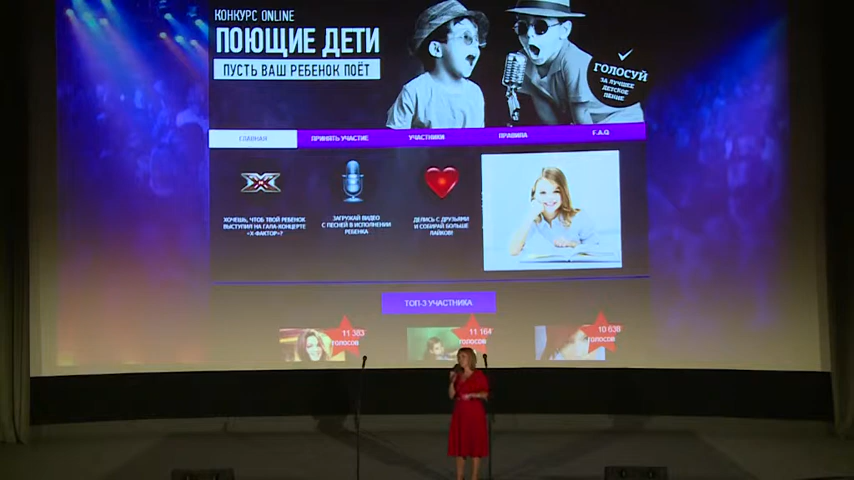 КОНКУРС ONLINE
ПОЮЩИЕ ДЕТИ
ПУСТЬ ВАШ РЕБЕНОК ПОЁТ
ГОЛОСУЙ
ЗА ЛУЧШЕЕ
ДЕТСКОЕ
ПЕНИЕ
ГЛАВНАЯ
ПРИНЯТЬ УЧАСТИЕ
УЧАСТНИКИ
ПРАВИЛА
F.A.Q
ХОЧЕШЬ, ЧТОБ ТВОЙ РЕБЕНОК
ВЫСТУПИЛ НА ГАЛА-КОНЦЕРТЕ
«Х-ФАКТОР»?
ЗАГРУЖАЙ ВИДЕО
С ПЕСНЕЙ В ИСПОЛНЕНИИ
РЕБЕНКА
ДЕЛИСЬ С ДРУЗЬЯМИ
И СОБИРАЙ БОЛЬШЕ
ЛАЙКОВ!
ТОП-3 УЧАСТНИКА
11 383
ГОЛОСОВ
11 164
ГОЛОСОВ
10 638
ГОЛОСОВ